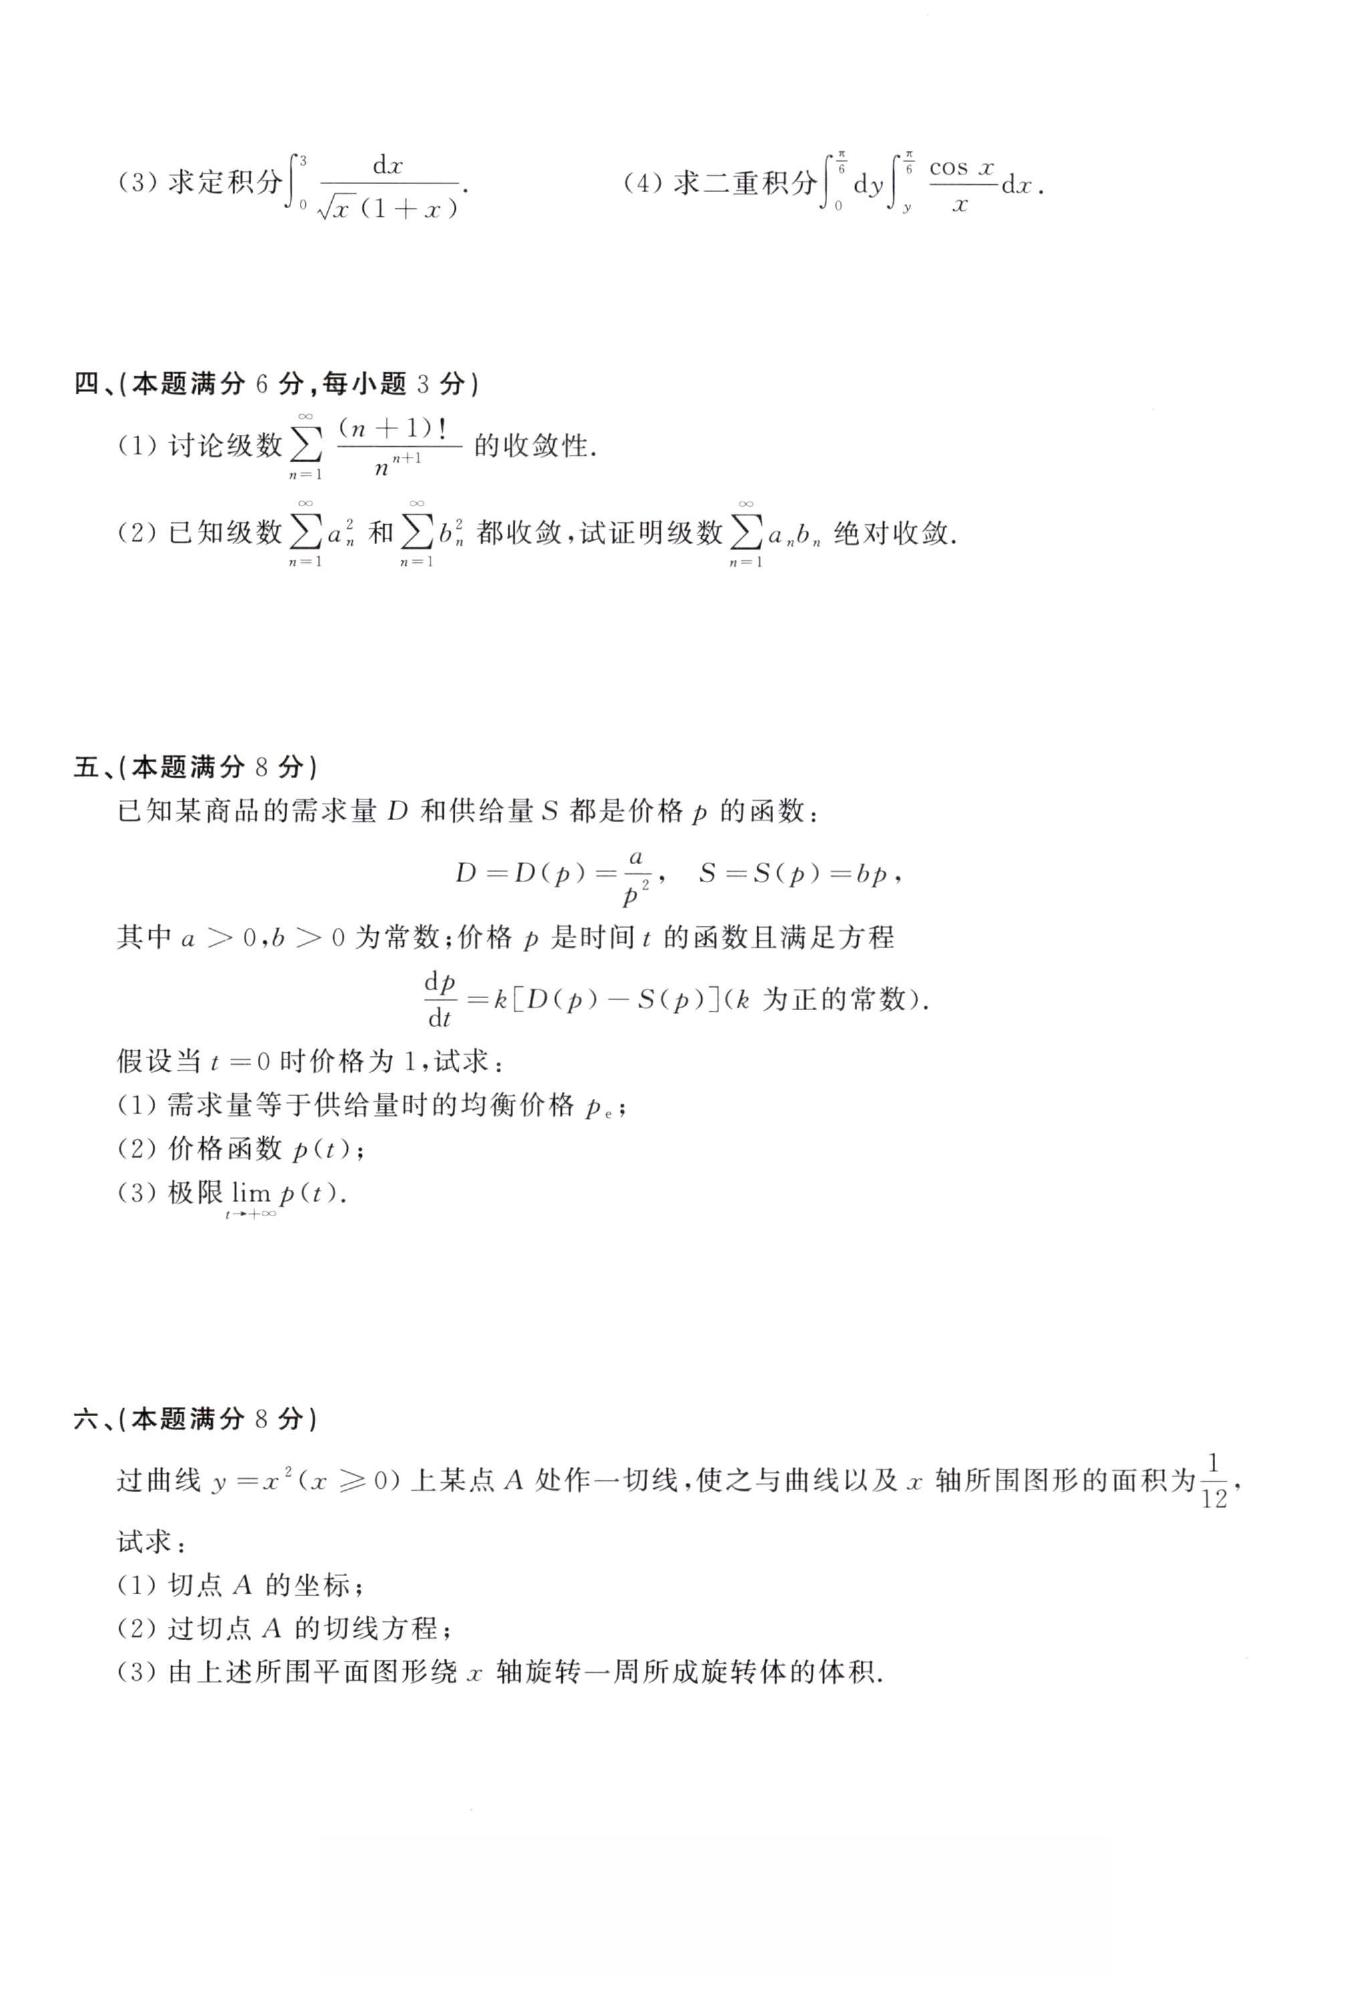 (3) 求定积分$\int_0^3 \frac{\mathrm{d}x}{\sqrt{x}(1+x)}$. (4) 求二重积分$\int_0^{\frac{\pi}{6}} \mathrm{d}y \int_y^{\frac{\pi}{6}} \frac{\cos x}{x} \mathrm{d}x$.
四、(本题满分 6 分,每小题 3 分)
(1) 讨论级数$\sum_{n=1}^{\infty} \frac{(n+1)!}{n^{n+1}}$的收敛性.
(2) 已知级数$\sum_{n=1}^{\infty} a_n^2$ 和$\sum_{n=1}^{\infty} b_n^2$ 都收敛,试证明级数$\sum_{n=1}^{\infty} a_n b_n$ 绝对收敛.
五、(本题满分 8 分)
已知某商品的需求量 D 和供给量 S 都是价格 p 的函数:
$D=D(p)=\frac{a}{p^2}, \quad S=S(p)=bp,$
其中 a > 0,b > 0 为常数;价格 p 是时间 t 的函数且满足方程
$\frac{\mathrm{d}p}{\mathrm{d}t}=k[D(p)-S(p)]$(k 为正的常数).
假设当 t=0 时价格为 1,试求:
(1) 需求量等于供给量时的均衡价格 $p_e$;
(2) 价格函数 p(t);
(3) 极限$\lim_{t \to +\infty} p(t)$.
六、(本题满分 8 分)
过曲线 $y=x^2(x \geqslant 0)$ 上某点 A 处作一切线,使之与曲线以及 x 轴所围图形的面积为$\frac{1}{12}$,
试求:
(1) 切点 A 的坐标;
(2) 过切点 A 的切线方程;
(3) 由上述所围平面图形绕 x 轴旋转一周所成旋转体的体积.